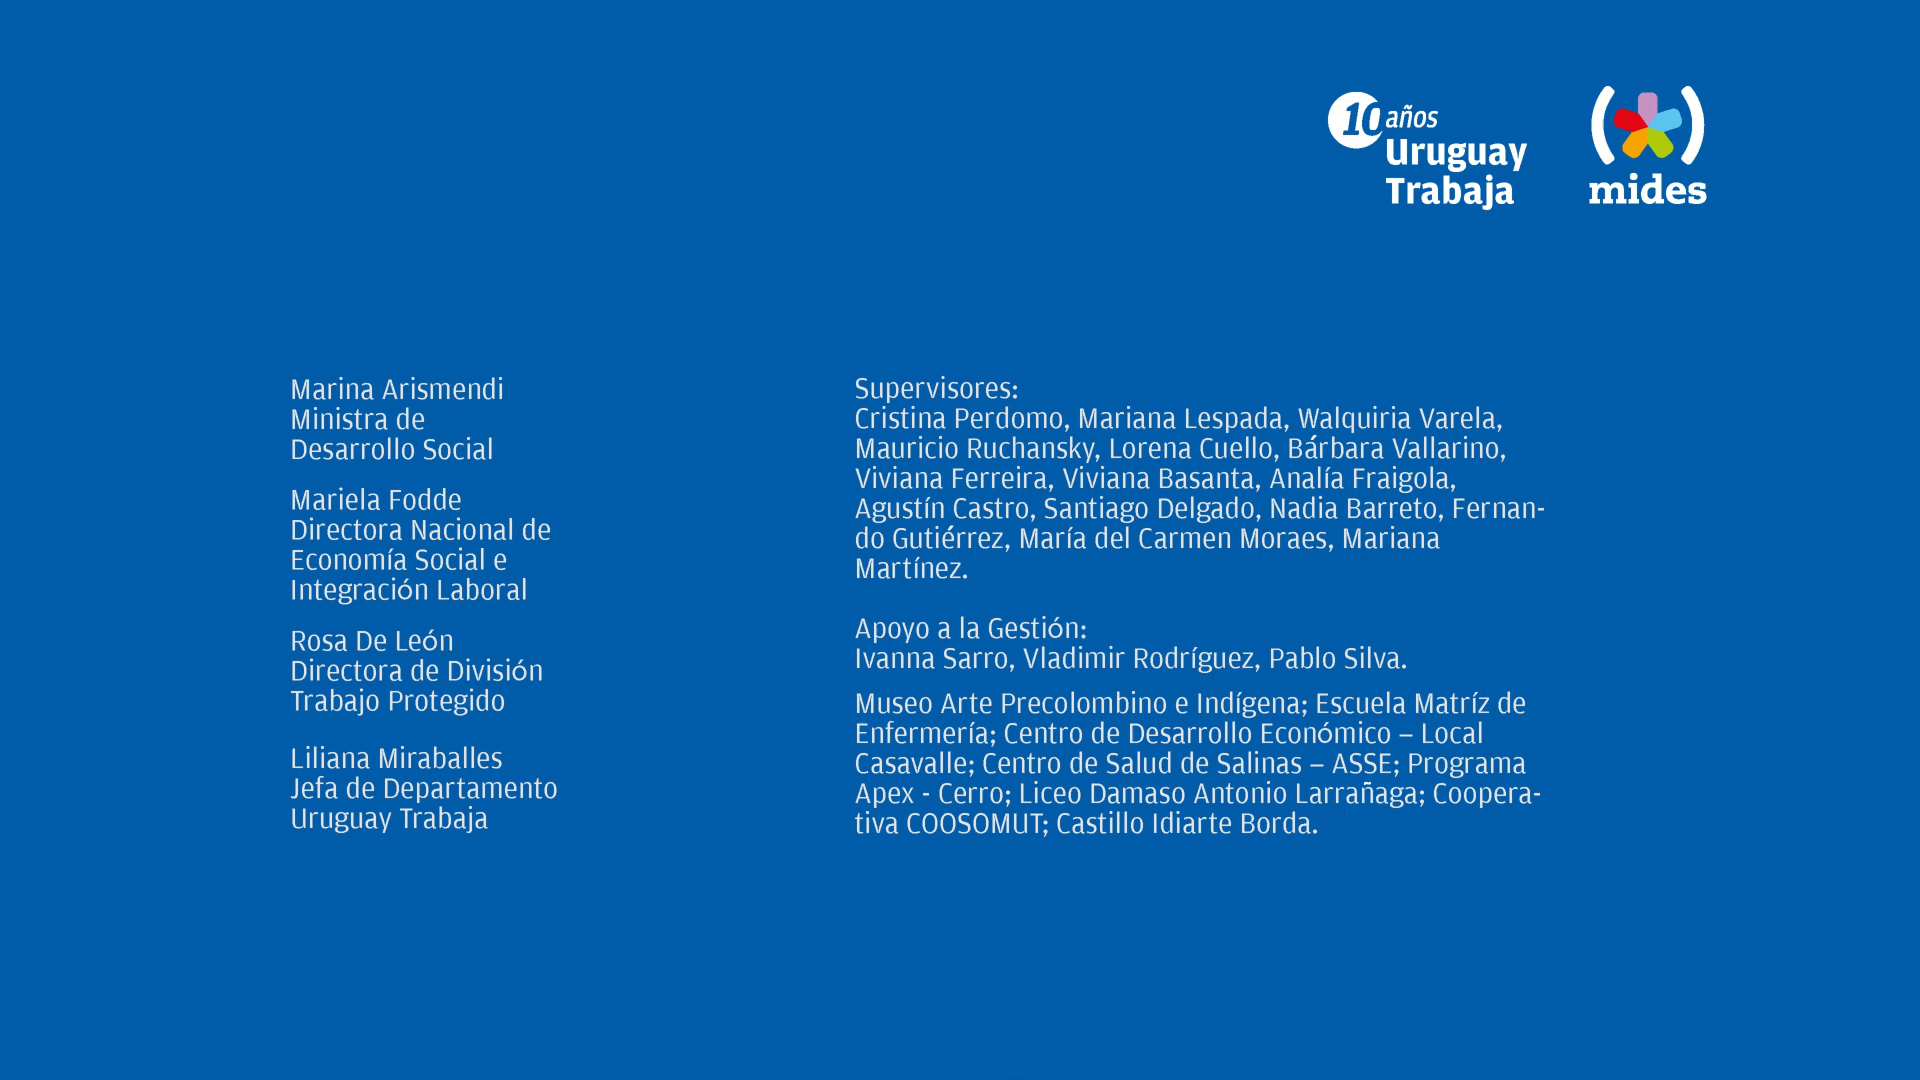 10 años
Uruguay
Trabaja
mides
Marina Arismendi
Ministra de
Desarrollo Social
Mariela Fodde
Directora Nacional de
Economía Social e
Integración Laboral
Rosa De León
Directora de División
Trabajo Protegido
Liliana Miraballes
Jefa de Departamento
Uruguay Trabaja
Supervisores:
Cristina Perdomo, Mariana Lespada, Walquiria Varela,
Mauricio Ruchansky, Lorena Cuello, Bárbara Vallarino,
Viviana Ferreira, Viviana Basanta, Analía Fraigola,
Agustín Castro, Santiago Delgado, Nadia Barreto, Fernan-
do Gutiérrez, María del Carmen Moraes, Mariana
Martínez.
Apoyo a la Gestión:
Ivanna Sarro, Vladimir Rodríguez, Pablo Silva.
Museo Arte Precolombino e Indígena; Escuela Matríz de
Enfermería; Centro de Desarrollo Económico – Local
Casavalle; Centro de Salud de Salinas – ASSE; Programa
Apex - Cerro; Liceo Damaso Antonio Larrañaga; Coopera-
tiva COOSOMUT; Castillo Idiarte Borda.